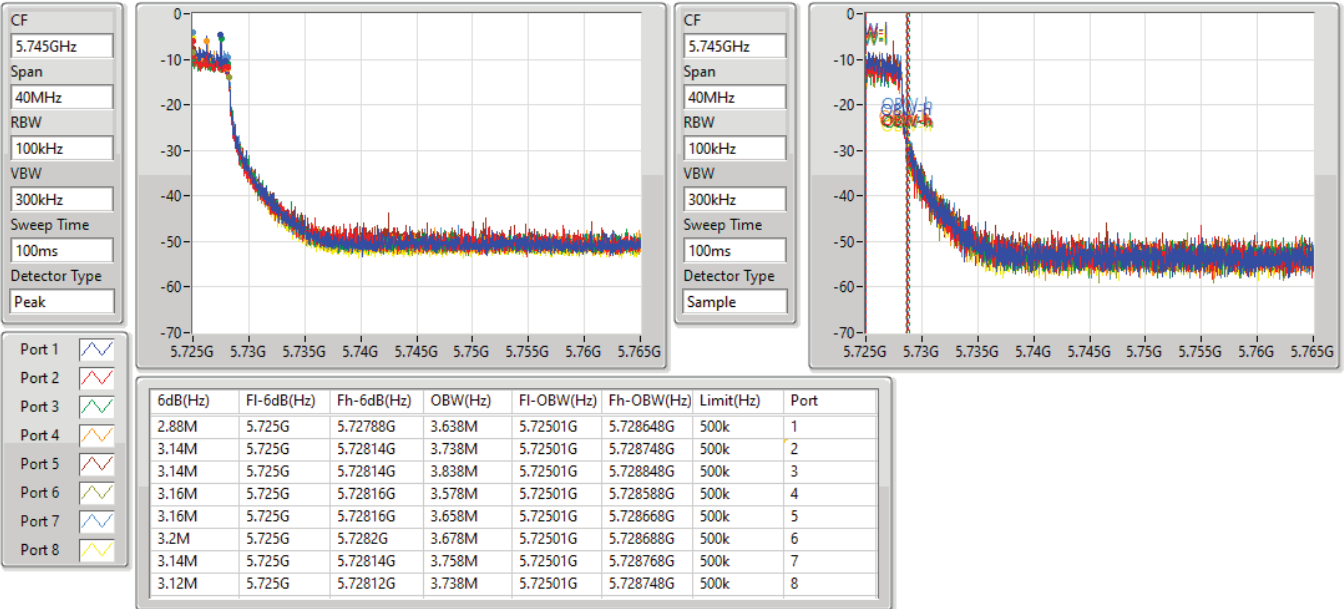 CF
5.745GHz
Span
40MHz
RBW
100kHz
VBW
300kHz
Sweep Time
100ms
Detector Type
Peak
0
-10
-20
-30
-40
-50
-60
-70
5.725G 5.73G 5.735G 5.74G 5.745G 5.75G 5.755G 5.76G 5.765G
CF
5.745GHz
Span
40MHz
RBW
100kHz
VBW
300kHz
Sweep Time
100ms
Detector Type
Sample
0
-10
-20
-30
-40
-50
-60
-70
OBW-h
OBW-h
OBW-h
5.725G 5.73G 5.735G 5.74G 5.745G 5.75G 5.755G 5.76G 5.765G
Port 1
Port 2
Port 3
Port 4
Port 5
Port 6
Port 7
Port 8
6dB(Hz) Fl-6dB(Hz) Fh-6dB(Hz) OBW(Hz) Fl-OBW(Hz) Fh-OBW(Hz) Limit(Hz) Port
2.88M 5.725G 5.72788G 3.638M 5.72501G 5.728648G 500k 1
3.14M 5.725G 5.72814G 3.738M 5.72501G 5.728748G 500k 2
3.14M 5.725G 5.72814G 3.838M 5.72501G 5.728848G 500k 3
3.16M 5.725G 5.72816G 3.578M 5.72501G 5.728588G 500k 4
3.16M 5.725G 5.72816G 3.658M 5.72501G 5.728668G 500k 5
3.2M 5.725G 5.7282G 3.678M 5.72501G 5.728688G 500k 6
3.14M 5.725G 5.72814G 3.758M 5.72501G 5.728768G 500k 7
3.12M 5.725G 5.72812G 3.738M 5.72501G 5.728748G 500k 8